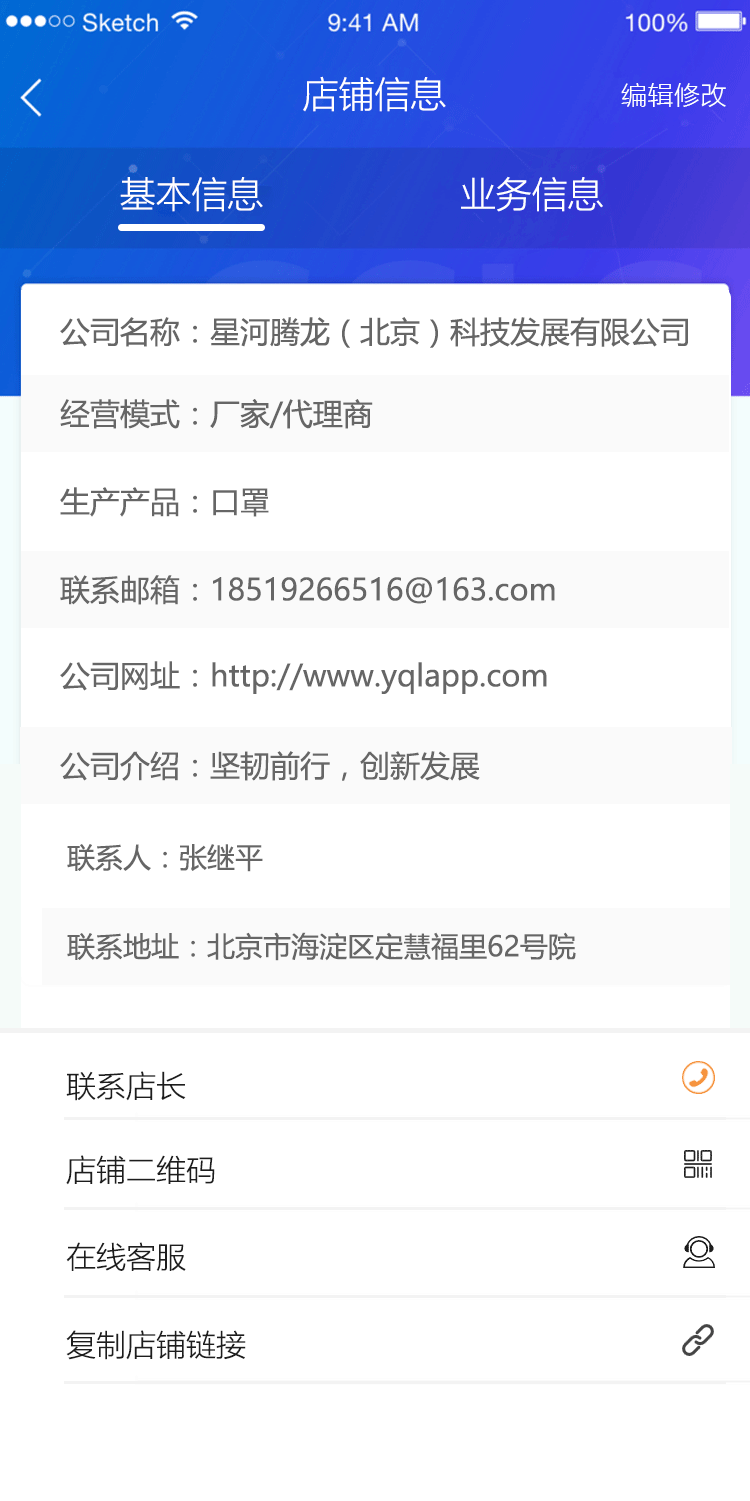 Sketch 9:41 AM 100%
店铺信息 编辑修改
基本信息 业务信息
公司名称：星河腾龙（北京）科技发展有限公司
经营模式：厂家/代理商
生产产品：口罩
联系邮箱：18519266516@163.com
公司网址：http://www.yqlapp.com
公司介绍：坚韧前行，创新发展
联系人：张继平
联系地址：北京市海淀区定慧福里62号院
联系店长
店铺二维码
在线客服
复制店铺链接